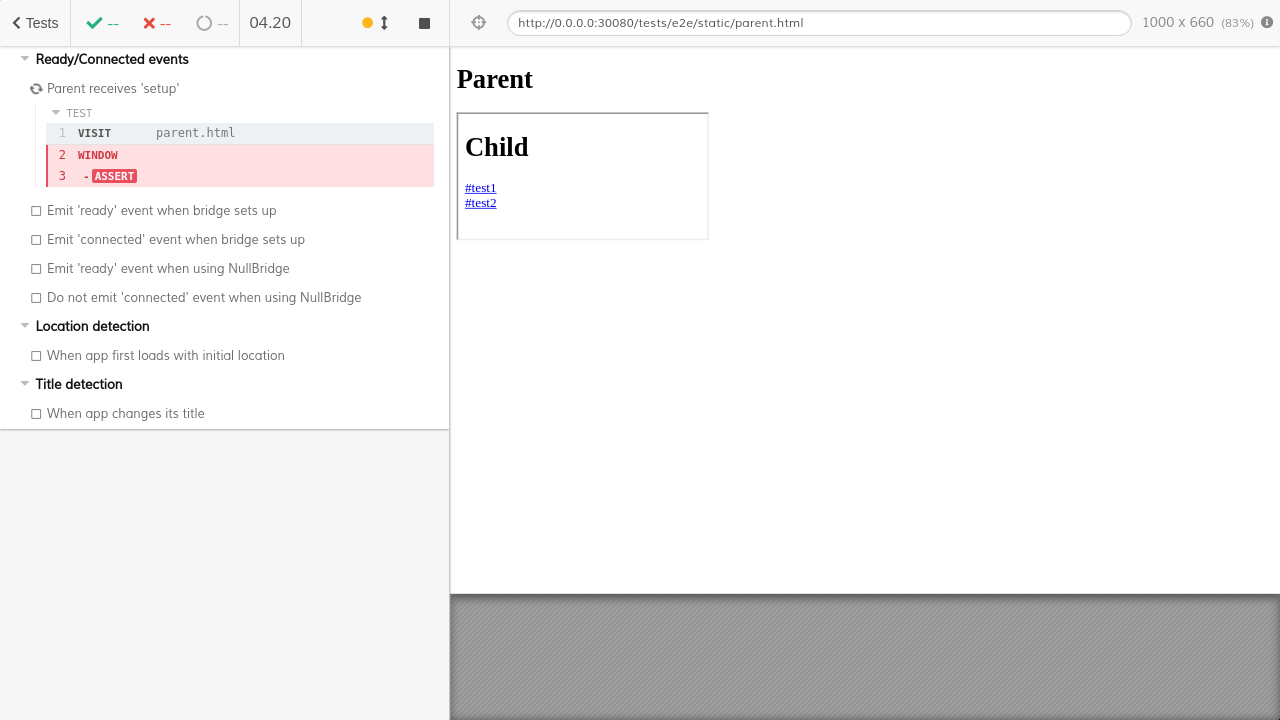 Tests -- -- -- 04.20
http://0.0.0.0:30080/tests/e2e/static/parent.html 1000 x 660 (83%)
Ready/Connected events
Parent receives 'setup'
TEST
1 VISIT parent.html
2 WINDOW
3 - ASSERT
Emit 'ready' event when bridge sets up
Emit 'connected' event when bridge sets up
Emit 'ready' event when using NullBridge
Do not emit 'connected' event when using NullBridge
Location detection
When app first loads with initial location
Title detection
When app changes its title
Parent
Child
#test1
#test2